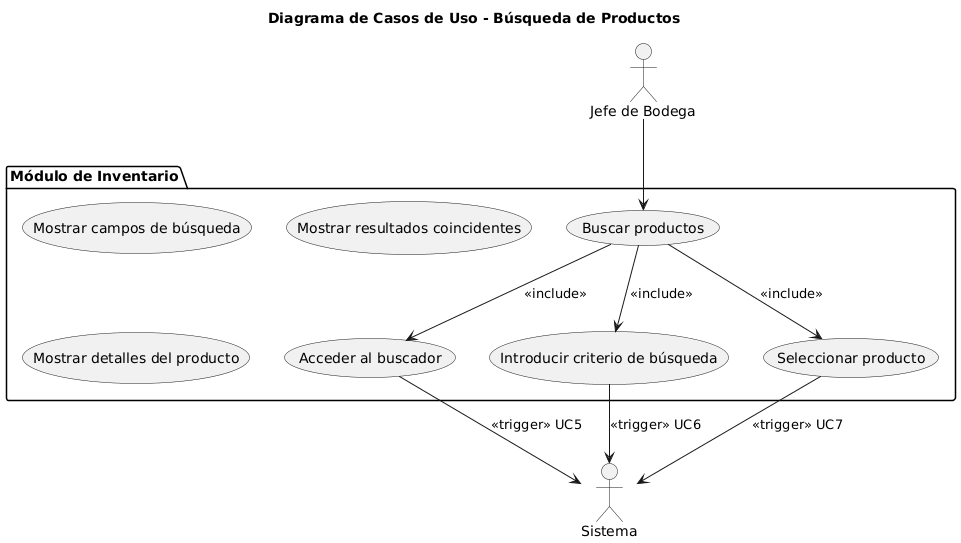 Diagrama de Casos de Uso - Búsqueda de Productos
Jefe de Bodega
Módulo de Inventario
Mostrar campos de búsqueda
Mostrar resultados coincidentes
Buscar productos
«include»
«include»
«include»
Mostrar detalles del producto
Acceder al buscador
Introducir criterio de búsqueda
Seleccionar producto
«trigger» UC5
«trigger» UC6
«trigger» UC7
Sistema